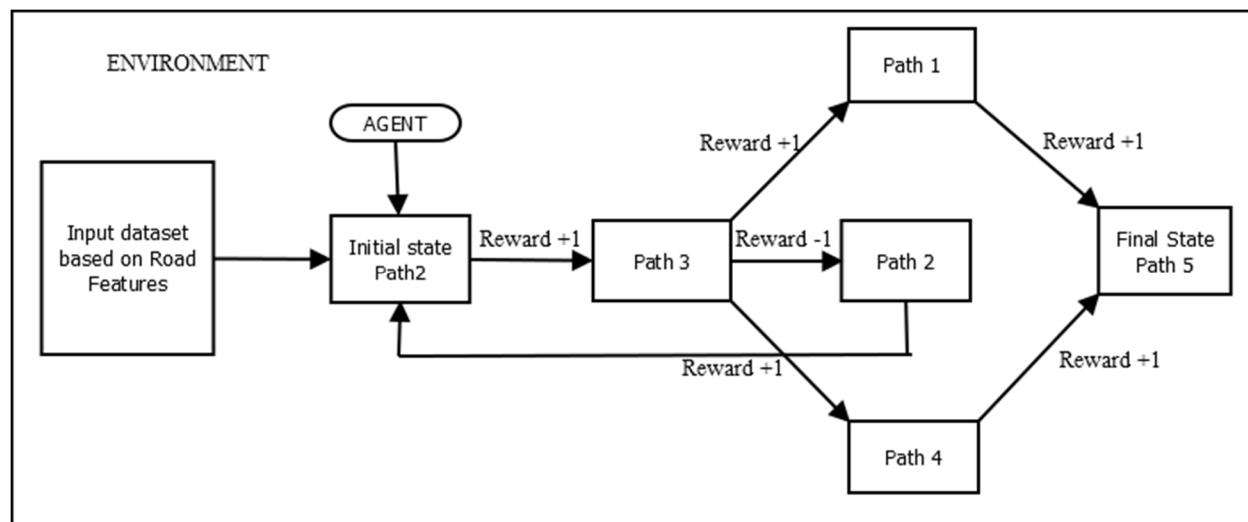 ENVIRONMENT
AGENT
Input dataset
based on Road
Features
Initial state
Path2
Reward +1
Path 3
Reward +1
Reward -1
Reward +1
Path 1
Path 2
Path 4
Reward +1
Reward +1
Final State
Path 5